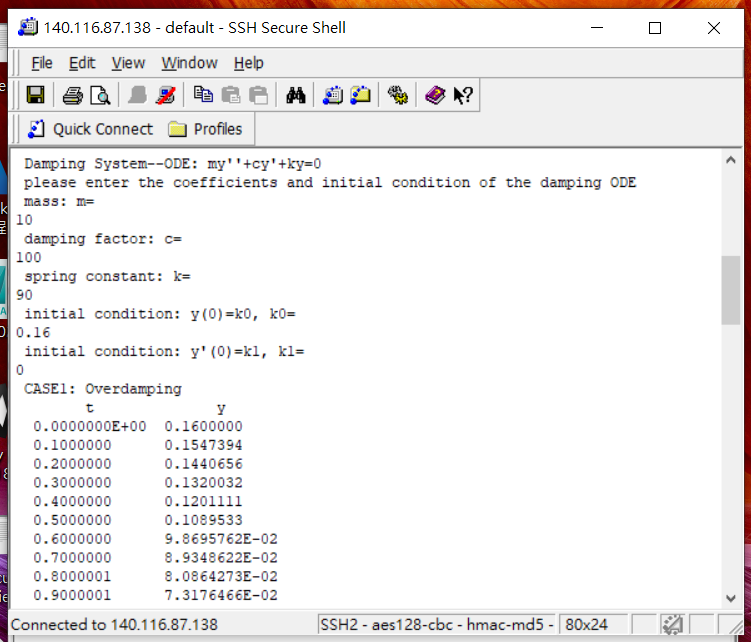 140.116.87.138 - default - SSH Secure Shell
File Edit View Window Help
Quick Connect Profiles
Damping System--ODE: my''+cy'+ky=0
please enter the coefficients and initial condition of the damping ODE
mass: m=
10
damping factor: c=
100
spring constant: k=
90
initial condition: y(0)=k0, k0=
0.16
initial condition: y'(0)=k1, k1=
0
CASE1: Overdamping
t y
0.0000000E+00 0.1600000
0.1000000 0.1547394
0.2000000 0.1440656
0.3000000 0.1320032
0.4000000 0.1201111
0.5000000 0.1089533
0.6000000 9.8695762E-02
0.7000000 8.9348622E-02
0.8000001 8.0864273E-02
0.9000001 7.3176466E-02
Connected to 140.116.87.138 SSH2 - aes128-cbc - hmac-md5 - 80x24